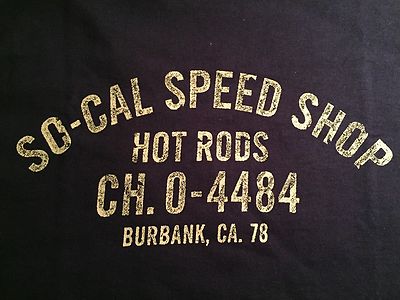 SO-CAL SPEED SHOP
HOT RODS
CH. 0-4484
BURBANK, CA. 78